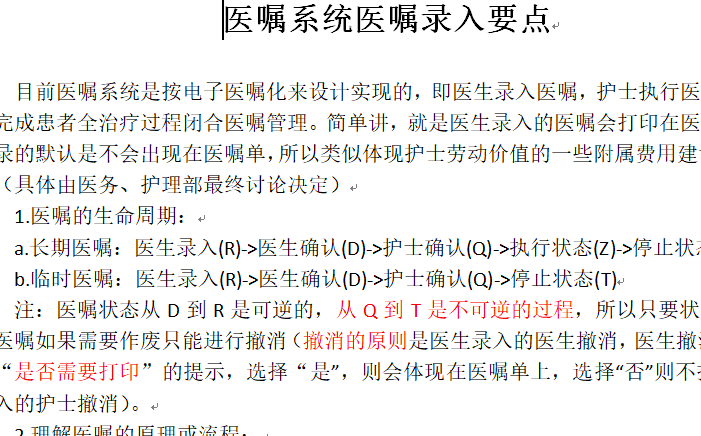 医嘱系统医嘱录入要点
目前医嘱系统是按电子医嘱化来设计实现的，即医生录入医嘱，护士执行医
完成患者全治疗过程闭合医嘱管理。简单讲，就是医生录入的医嘱会打印在医
录的默认是不会出现在医嘱单，所以类似体现护士劳动价值的一些附属费用建
（具体由医务、护理部最终讨论决定）
1.医嘱的生命周期：
a.长期医嘱：医生录入(R)->医生确认(D)->护士确认(Q)->执行状态(Z)->停止状
b.临时医嘱：医生录入(R)->医生确认(D)->护士确认(Q)->停止状态(T)
注：医嘱状态从 D 到 R 是可逆的，从 Q 到 T 是不可逆的过程，所以只要状
医嘱如果需要作废只能进行撤消（撤消的原则是医生录入的医生撤消，医生撤
“是否需要打印”的提示，选择“是”，则会体现在医嘱单上，选择“否”则不
入的护士撤消）。
2.理解医嘱的原理或流程：